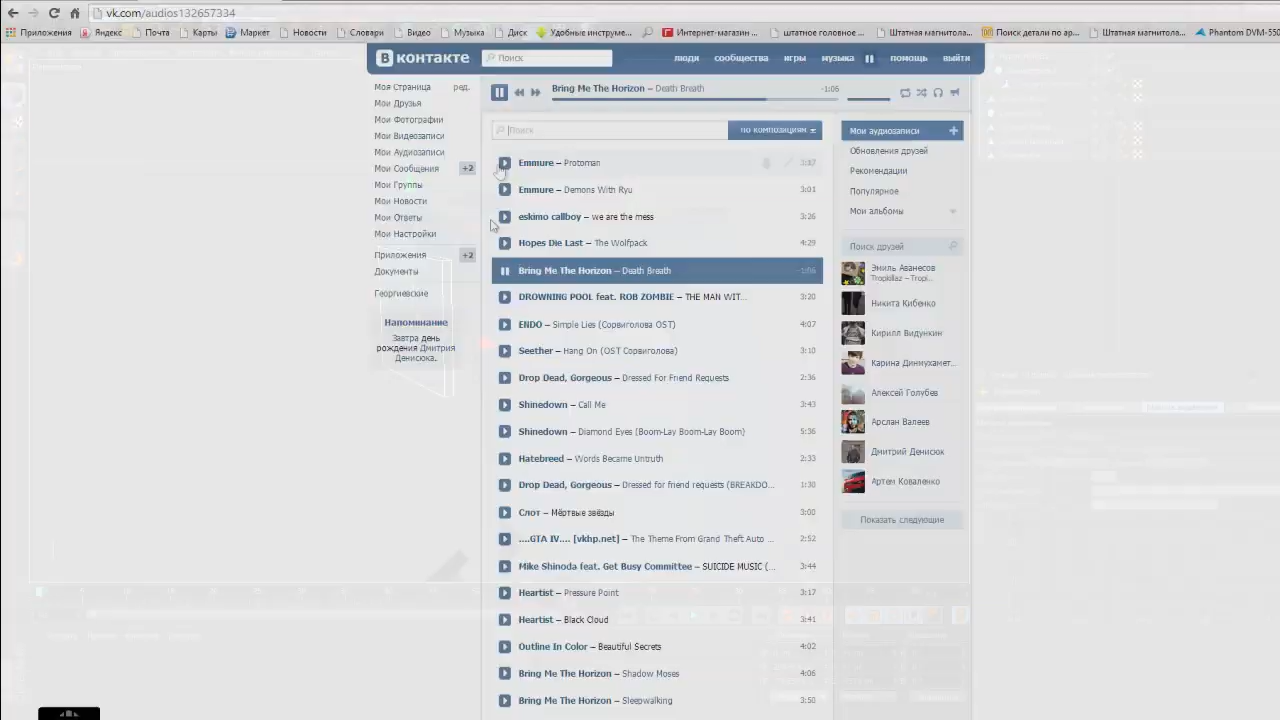 vk.com/audios132657334
Приложения Яндекс Почта Карты Маркет Новости Словари Видео Музыка Диск Удобные инструме... Интернет-магазин ... штатное головное ... Штатная магнитола... Поиск детали по ар... Штатная магнитол... Phantom DVM-550
В контакте Поиск люди сообщества игры музыка помощь выйти
Bring Me The Horizon – Death Breath -1:06
Моя Страница ред.
Мои Друзья
Мои Фотографии
Мои Видеозаписи
Мои Аудиозаписи
Мои Сообщения +2
Мои Группы
Мои Новости
Мои Ответы
Мои Настройки
Приложения +2
Документы
Георгиевские
Напоминание
Завтра день
рождения Дмитрия
Денисюка.
Поиск по композициям
Emmure – Protoman 3:37
Emmure – Demons With Ryu 3:01
eskimo callboy – we are the mess 3:26
Hopes Die Last – The Wolfpack 4:29
Bring Me The Horizon – Death Breath -1:06
DROWNING POOL feat. ROB ZOMBIE – THE MAN WIT... 3:20
ENDO – Simple Lies (Сорвиголова OST) 4:07
Seether – Hang On (OST Сорвиголова) 3:10
Drop Dead, Gorgeous – Dressed For Friend Requests 2:36
Shinedown – Call Me 3:43
Shinedown – Diamond Eyes (Boom-Lay Boom-Lay Boom) 5:36
Hatebreed – Words Became Untruth 2:33
Drop Dead, Gorgeous – Dressed for friend requests (BREAKDO... 1:30
Слот – Мёртвые звёзды 3:00
....GTA IV.... [vkhp.net] – The Theme From Grand Theft Auto ... 2:52
Mike Shinoda feat. Get Busy Committee – SUICIDE MUSIC (... 3:44
Heartist – Pressure Point 3:17
Heartist – Black Cloud 3:41
Outline In Color – Beautiful Secrets 4:02
Bring Me The Horizon – Shadow Moses 4:06
Bring Me The Horizon – Sleepwalking 3:50
Мои аудиозаписи +
Обновления друзей
Рекомендации
Популярное
Мои альбомы
Поиск друзей
Эмиль Аванесов
Tropkillaz – Tropi...
Никита Кибенко
Кирилл Видункин
Карина Динмухамет...
Алексей Голубев
Арслан Валеев
Дмитрий Денисюк
Артем Коваленко
Показать следующие